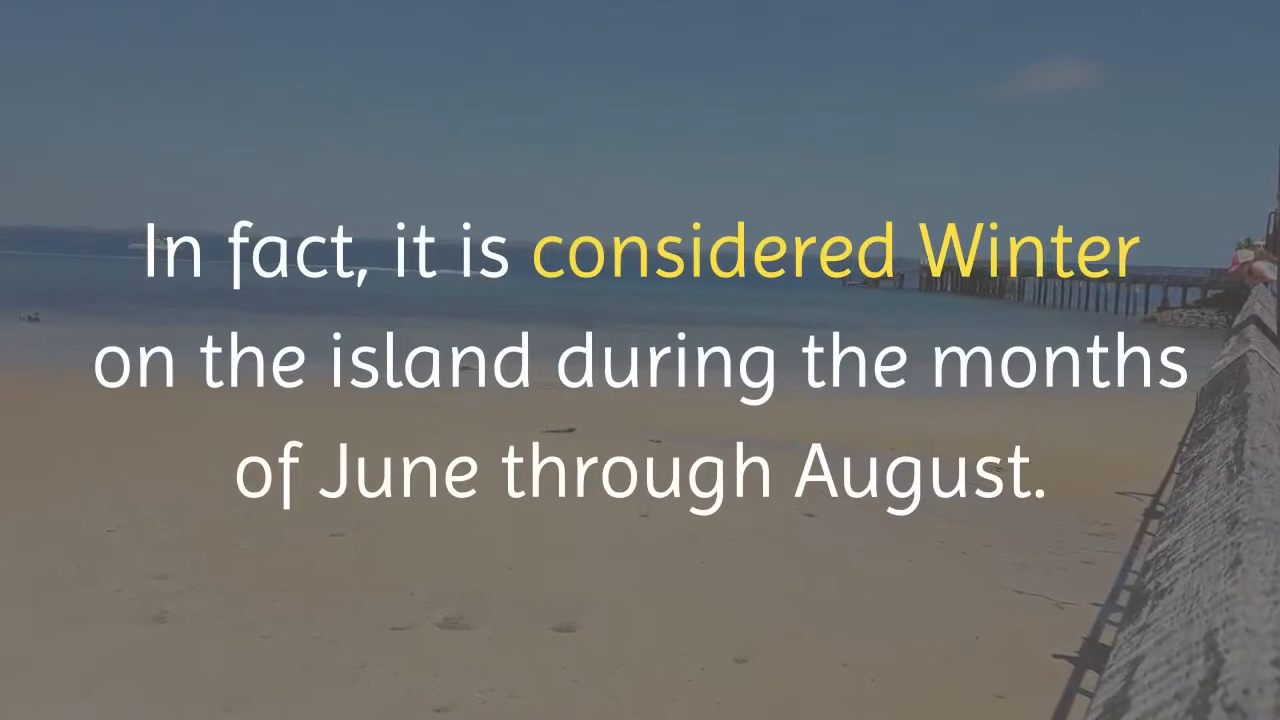 In fact, it is considered Winter
on the island during the months
of June through August.